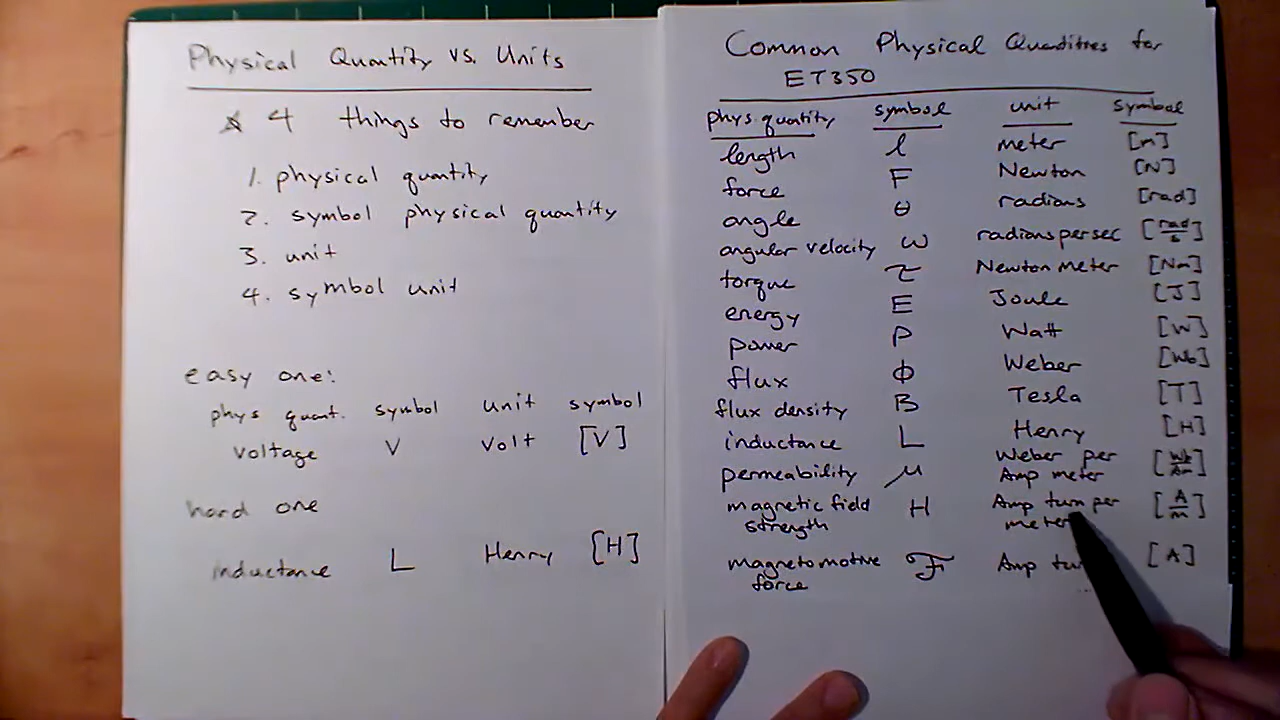 Physical Quantity vs. Units
☆ 4 things to remember
1. physical quantity
2. symbol physical quantity
3. unit
4. symbol unit
easy one:
phys quant. symbol unit symbol
voltage V volt [V]
hard one
inductance L Henry [H]
Common Physical Quantities for
ET350
phys quantity symbol unit symbol
length l meter [m]
force F Newton [N]
angle θ radians [rad]
angular velocity ω radians per sec [rad/s]
torque τ Newton meter [Nm]
energy E Joule [J]
power P Watt [W]
flux ϕ Weber [Wb]
flux density B Tesla [T]
inductance L Henry [H]
permeability μ Weber per Amp meter [Wb/Am]
magnetic field strength H Amp turn per meter [A/m]
magnetomotive force ℱ Amp [A]